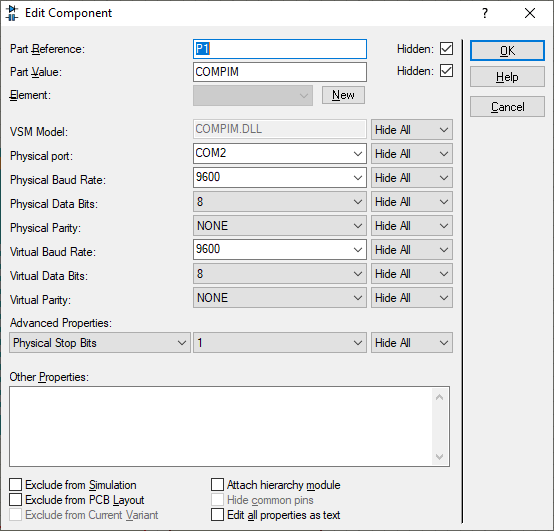 Edit Component ?
Part Reference: P1 Hidden: OK
Part Value: COMPIM Hidden: Help
Element: New Cancel
VSM Model: COMPIM.DLL Hide All
Physical port: COM2 Hide All
Physical Baud Rate: 9600 Hide All
Physical Data Bits: 8 Hide All
Physical Parity: NONE Hide All
Virtual Baud Rate: 9600 Hide All
Virtual Data Bits: 8 Hide All
Virtual Parity: NONE Hide All
Advanced Properties:
Physical Stop Bits 1 Hide All
Other Properties:
Exclude from Simulation Attach hierarchy module
Exclude from PCB Layout Hide common pins
Exclude from Current Variant Edit all properties as text